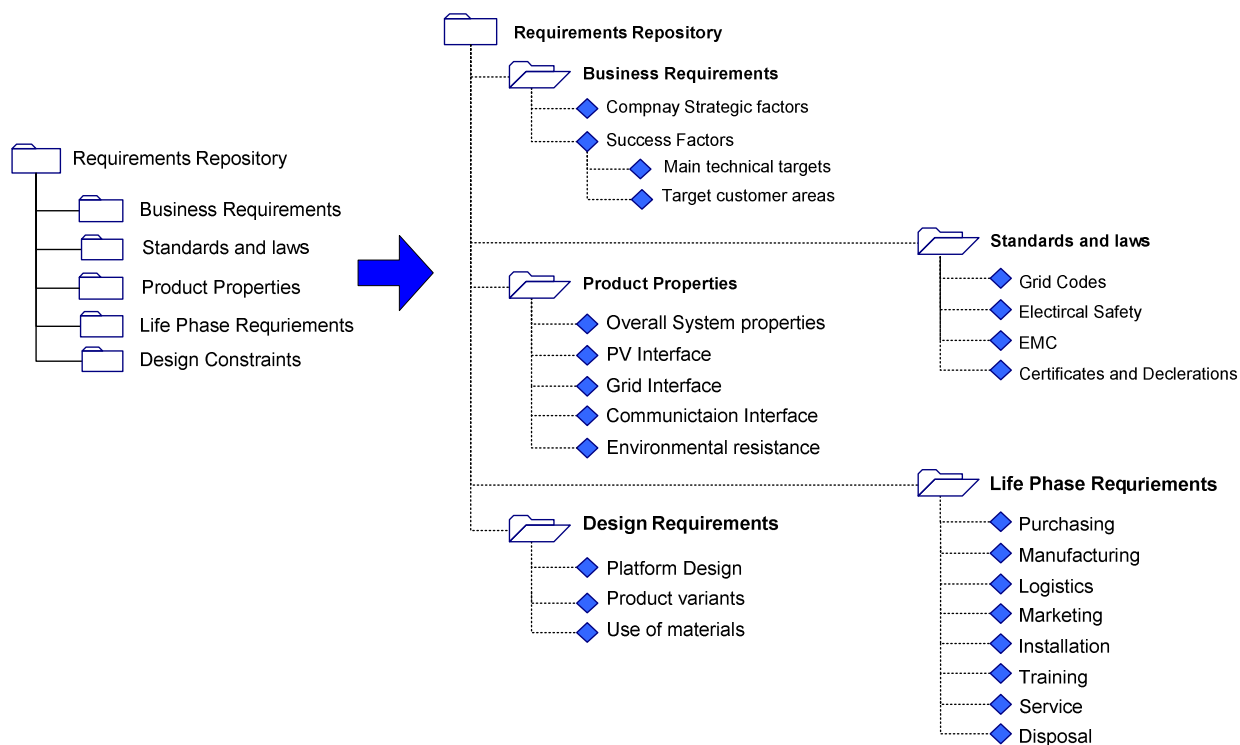 Requirements Repository
Business Requirements
Standards and laws
Product Properties
Life Phase Requriements
Design Constraints
Requirements Repository
Business Requirements
Compnay Strategic factors
Success Factors
Main technical targets
Target customer areas
Standards and laws
Grid Codes
Electircal Safety
EMC
Certificates and Declerations
Product Properties
Overall System properties
PV Interface
Grid Interface
Communictaion Interface
Environmental resistance
Life Phase Requriements
Purchasing
Manufacturing
Logistics
Marketing
Installation
Training
Service
Disposal
Design Requirements
Platform Design
Product variants
Use of materials